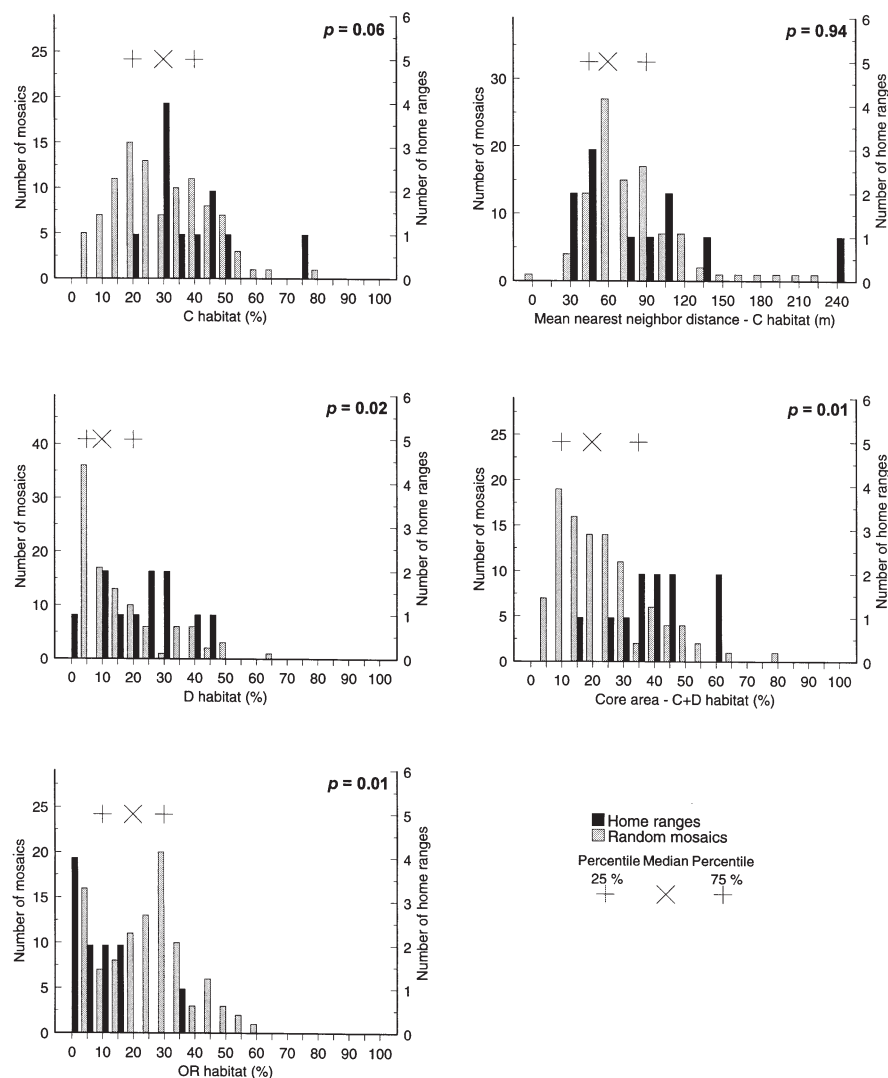 p = 0.06
Number of mosaics
25
20
15
10
5
0
6
5
4
3
2
1
0
Number of home ranges
0 10 20 30 40 50 60 70 80 90 100
C habitat (%)
p = 0.94
Number of mosaics
30
20
10
0
6
5
4
3
2
1
0
Number of home ranges
0 30 60 90 120 150 180 210 240
Mean nearest neighbor distance - C habitat (m)
p = 0.02
Number of mosaics
40
30
20
10
0
6
5
4
3
2
1
0
Number of home ranges
0 10 20 30 40 50 60 70 80 90 100
D habitat (%)
p = 0.01
Number of mosaics
25
20
15
10
5
0
6
5
4
3
2
1
0
Number of home ranges
0 10 20 30 40 50 60 70 80 90 100
Core area - C+D habitat (%)
p = 0.01
Number of mosaics
25
20
15
10
5
0
6
5
4
3
2
1
0
Number of home ranges
0 10 20 30 40 50 60 70 80 90 100
OR habitat (%)
Home ranges
Random mosaics
Percentile Median Percentile
25 % 75 %